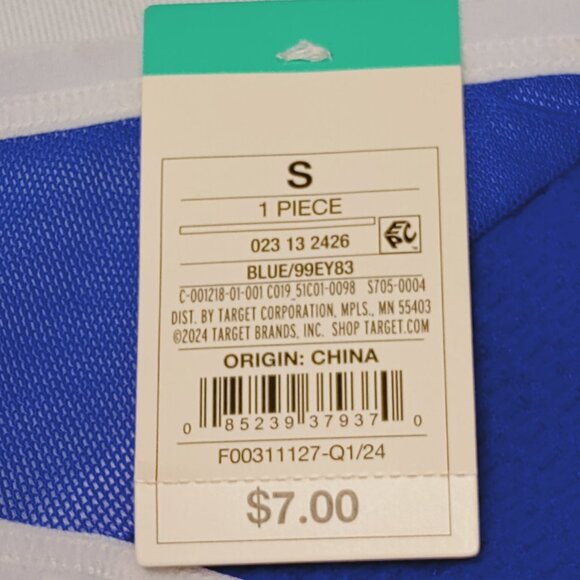 S
1 PIECE
023 13 2426
EPC
BLUE/99EY83
C-001218-01-001 C019_51C01-0098 S705-0004
DIST. BY TARGET CORPORATION, MPLS., MN 55403
©2024 TARGET BRANDS, INC. SHOP TARGET.COM
ORIGIN: CHINA
0 85239 37937 0
F00311127-Q1/24
$7.00